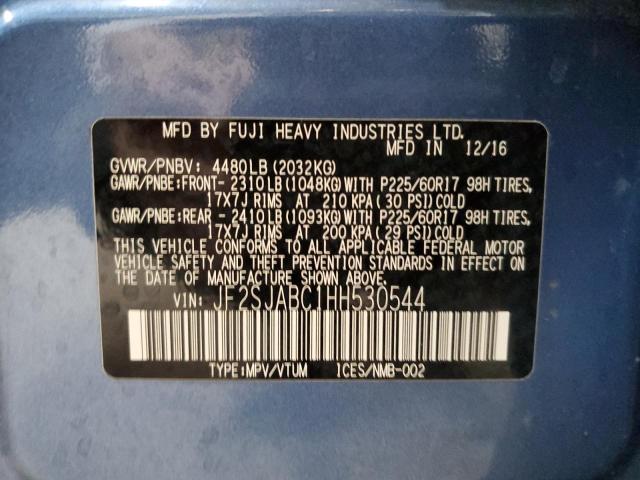 MFD BY FUJI HEAVY INDUSTRIES LTD.
MFD IN 12/16
GVWR/PNBV: 4480LB(2032KG)
GAWR/PNBE:FRONT- 2310LB(1048KG)WITH P225/60R17 98H TIRES,
17X7J RIMS AT 210 KPA(30 PSI)COLD
GAWR/PNBE:REAR - 2410LB(1093KG)WITH P225/60R17 98H TIRES,
17X7J RIMS AT 200 KPA(29 PSI)COLD
THIS VEHICLE CONFORMS TO ALL APPLICABLE FEDERAL MOTOR
VEHICLE SAFETY AND THEFT PREVENTION STANDARDS IN EFFECT ON
THE DATE OF MANUFACTURE SHOWN ABOVE.
VIN: JF2SJABC1HH530544
TYPE:MPV/VTUM ICES/NMB-002